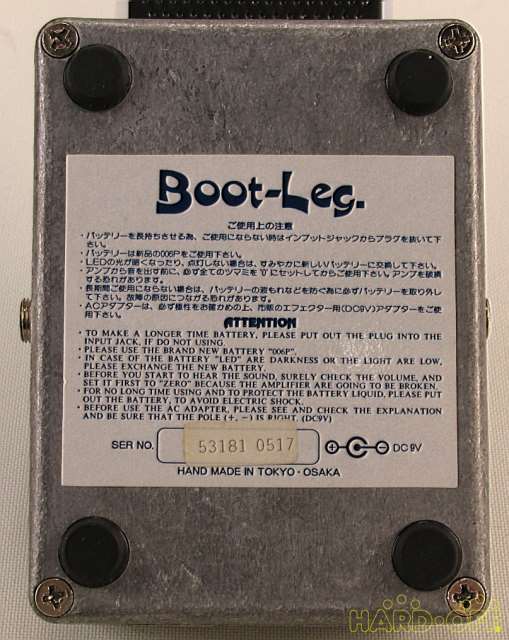 Boot-Leg.
ご使用上の注意
・バッテリーを長持ちさせる為、ご使用にならない時はインプットジャックからプラグを抜いて下
さい。
・バッテリーは新品の006Pをご使用下さい。
・LEDの光が暗くなったり、点灯しない場合は、すみやかに新しいバッテリーに交換して下さい。
・アンプから音を出す前に、必ず全てのツマミを'0'にセットしてからご使用下さい。アンプを破損
する恐れがあります。
・長期間ご使用にならない場合は、バッテリーの液もれなどを防ぐ為に必ずバッテリーを取り外し
て下さい。故障の原因につながる恐れがあります。
・ACアダプターは、必ず極性をお確かめの上、市販のエフェクター用(DC9V)アダプターをご使
用下さい。
ATTENTION
・TO MAKE A LONGER TIME BATTERY, PLEASE PUT OUT THE PLUG INTO THE
INPUT JACK, IF DO NOT USING.
・PLEASE USE THE BRAND NEW BATTERY "006P".
・IN CASE OF THE BATTERY "LED" ARE DARKNESS OR THE LIGHT ARE LOW,
PLEASE EXCHANGE THE NEW BATTERY.
・BEFORE YOU START TO HEAR THE SOUND, SURELY CHECK THE VOLUME, AND
SET IT FIRST TO "ZERO" BECAUSE THE AMPLIFIER ARE GOING TO BE BROKEN.
・FOR NO LONG TIME USING AND TO PROTECT THE BATTERY LIQUID, PLEASE PUT
OUT THE BATTERY, TO AVOID ELECTRIC SHOCK.
・BEFORE USE THE AC ADAPTER, PLEASE SEE AND CHECK THE EXPLANATION
AND BE SURE THAT THE POLE (+, −) IS RIGHT. (DC9V)
SER NO. 53181 0517 + − DC 9V
HAND MADE IN TOKYO・OSAKA
HARD・OFF